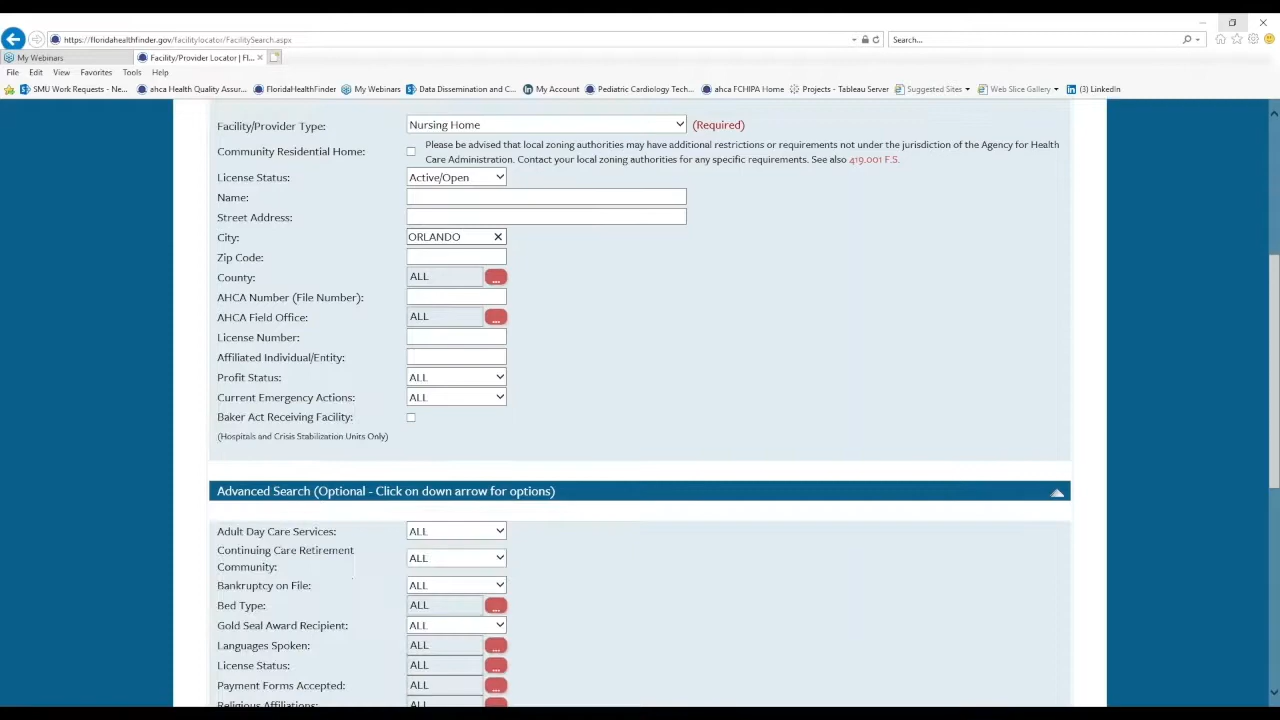 https://floridahealthfinder.gov/facilitylocator/FacilitySearch.aspx
Search...
My Webinars
Facility/Provider Locator | Fl...
File Edit View Favorites Tools Help
SMU Work Requests - Ne... ahca Health Quality Assur... FloridaHealthFinder My Webinars Data Dissemination and C... My Account Pediatric Cardiology Tech... ahca FCHIPA Home Projects - Tableau Server Suggested Sites Web Slice Gallery (3) LinkedIn
Facility/Provider Type: Nursing Home (Required)
Community Residential Home: Please be advised that local zoning authorities may have additional restrictions or requirements not under the jurisdiction of the Agency for Health
Care Administration. Contact your local zoning authorities for any specific requirements. See also 419.001 F.S.
License Status: Active/Open
Name:
Street Address:
City: ORLANDO
Zip Code:
County: ALL ...
AHCA Number (File Number):
AHCA Field Office: ALL ...
License Number:
Affiliated Individual/Entity:
Profit Status: ALL
Current Emergency Actions: ALL
Baker Act Receiving Facility:
(Hospitals and Crisis Stabilization Units Only)
Advanced Search (Optional - Click on down arrow for options)
Adult Day Care Services: ALL
Continuing Care Retirement
Community: ALL
Bankruptcy on File: ALL
Bed Type: ALL ...
Gold Seal Award Recipient: ALL
Languages Spoken: ALL ...
License Status: ALL ...
Payment Forms Accepted: ALL ...
Religious Affiliations: ALL